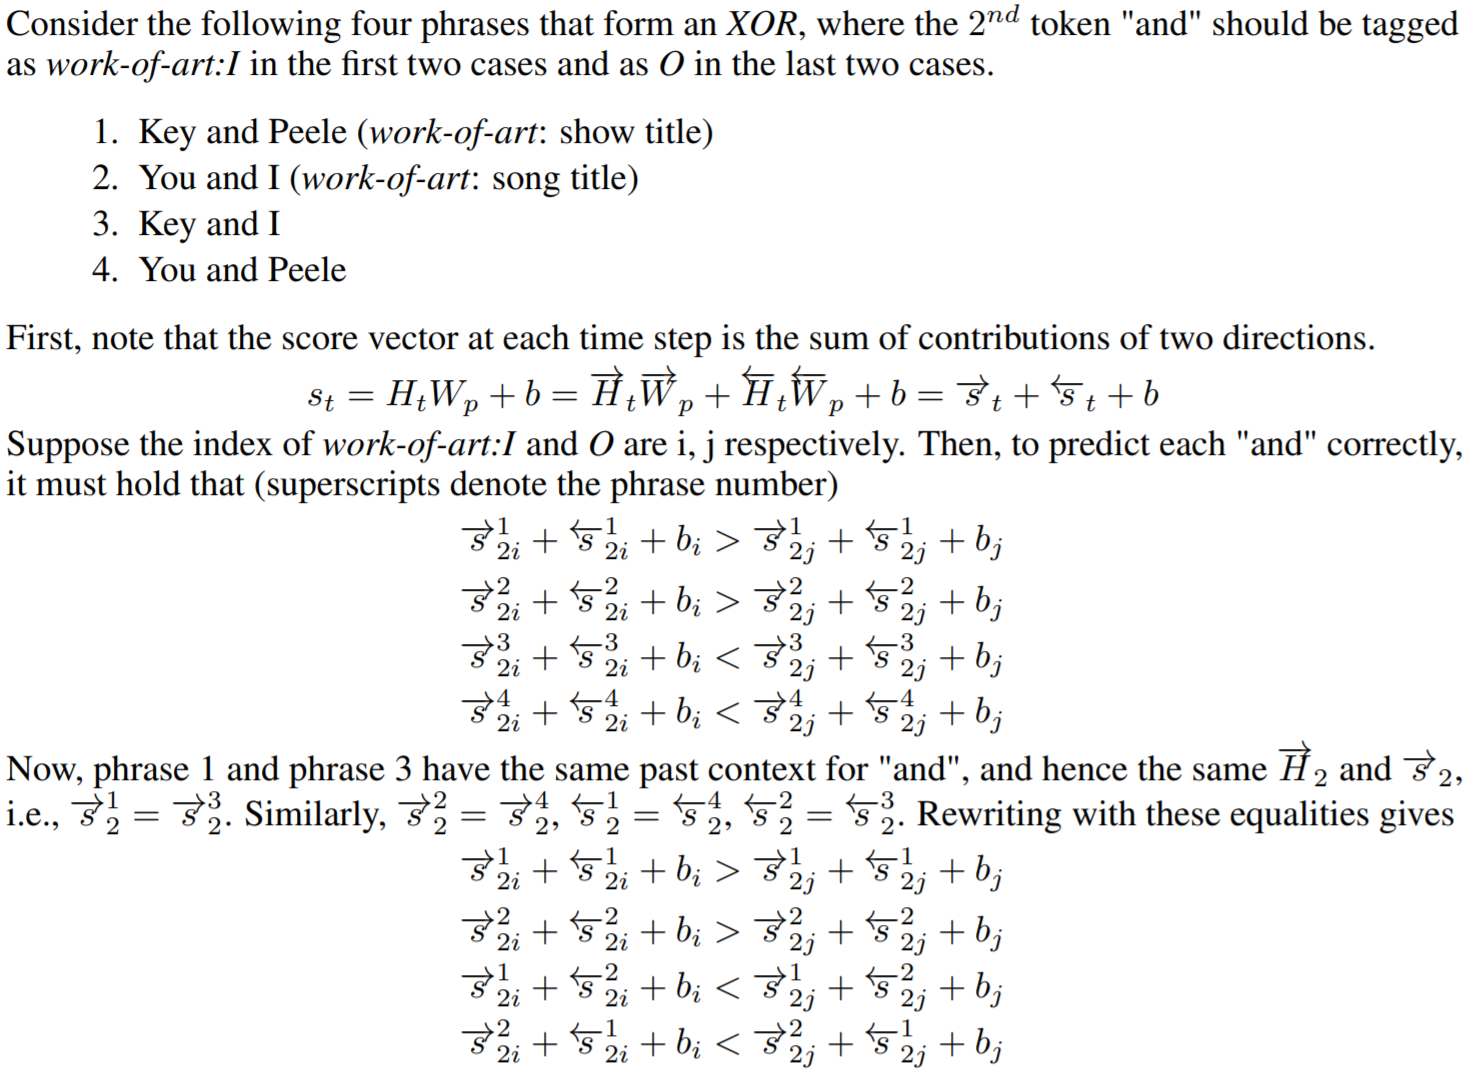 Consider the following four phrases that form an XOR, where the 2ⁿᵈ token "and" should be tagged
as work-of-art:I in the first two cases and as O in the last two cases.
1. Key and Peele (work-of-art: show title)
2. You and I (work-of-art: song title)
3. Key and I
4. You and Peele
First, note that the score vector at each time step is the sum of contributions of two directions.
$s_t = H_t W_p + b = \overrightarrow{H}_t \overrightarrow{W}_p + \overleftarrow{H}_t \overleftarrow{W}_p + b = \overrightarrow{s}_t + \overleftarrow{s}_t + b$
Suppose the index of work-of-art:I and O are i, j respectively. Then, to predict each "and" correctly,
it must hold that (superscripts denote the phrase number)
$\overrightarrow{s}^1_{2i} + \overleftarrow{s}^1_{2i} + b_i > \overrightarrow{s}^1_{2j} + \overleftarrow{s}^1_{2j} + b_j$
$\overrightarrow{s}^2_{2i} + \overleftarrow{s}^2_{2i} + b_i > \overrightarrow{s}^2_{2j} + \overleftarrow{s}^2_{2j} + b_j$
$\overrightarrow{s}^3_{2i} + \overleftarrow{s}^3_{2i} + b_i < \overrightarrow{s}^3_{2j} + \overleftarrow{s}^3_{2j} + b_j$
$\overrightarrow{s}^4_{2i} + \overleftarrow{s}^4_{2i} + b_i < \overrightarrow{s}^4_{2j} + \overleftarrow{s}^4_{2j} + b_j$
Now, phrase 1 and phrase 3 have the same past context for "and", and hence the same $\overrightarrow{H}_2$ and $\overrightarrow{s}_2$,
i.e., $\overrightarrow{s}^1_2 = \overrightarrow{s}^3_2$. Similarly, $\overrightarrow{s}^2_2 = \overrightarrow{s}^4_2$, $\overleftarrow{s}^1_2 = \overleftarrow{s}^4_2$, $\overleftarrow{s}^2_2 = \overleftarrow{s}^3_2$. Rewriting with these equalities gives
$\overrightarrow{s}^1_{2i} + \overleftarrow{s}^1_{2i} + b_i > \overrightarrow{s}^1_{2j} + \overleftarrow{s}^1_{2j} + b_j$
$\overrightarrow{s}^2_{2i} + \overleftarrow{s}^2_{2i} + b_i > \overrightarrow{s}^2_{2j} + \overleftarrow{s}^2_{2j} + b_j$
$\overrightarrow{s}^1_{2i} + \overleftarrow{s}^2_{2i} + b_i < \overrightarrow{s}^1_{2j} + \overleftarrow{s}^2_{2j} + b_j$
$\overrightarrow{s}^2_{2i} + \overleftarrow{s}^1_{2i} + b_i < \overrightarrow{s}^2_{2j} + \overleftarrow{s}^1_{2j} + b_j$